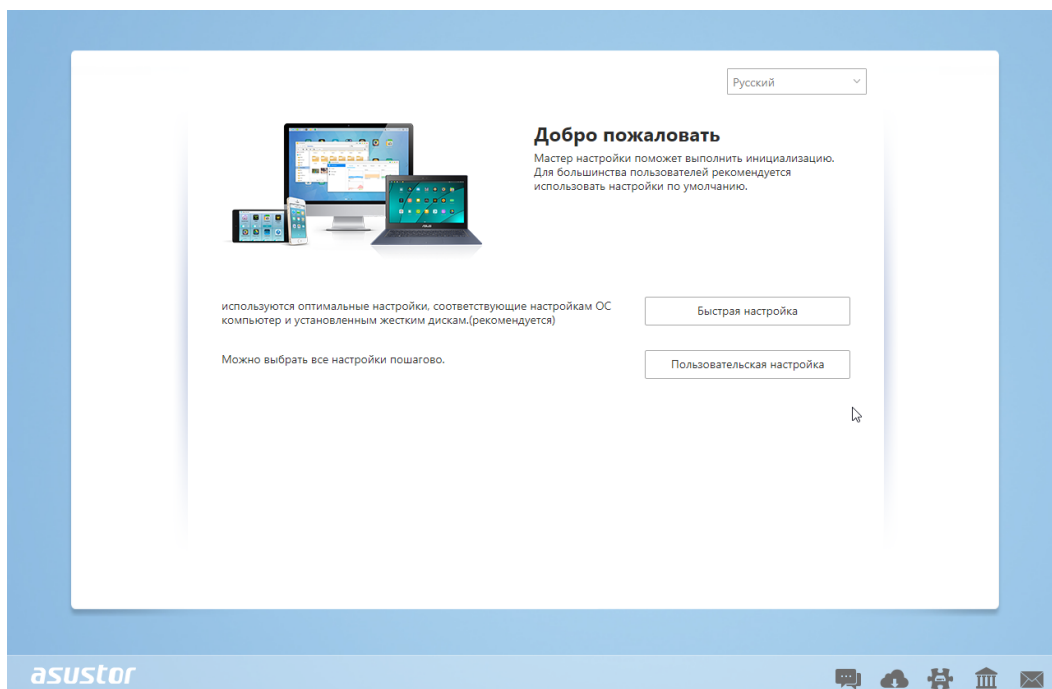 Русский
Добро пожаловать
Мастер настройки поможет выполнить инициализацию.
Для большинства пользователей рекомендуется
использовать настройки по умолчанию.
используются оптимальные настройки, соответствующие настройкам ОС
компьютер и установленным жестким дискам.(рекомендуется)
Быстрая настройка
Можно выбрать все настройки пошагово.
Пользовательская настройка
asustor